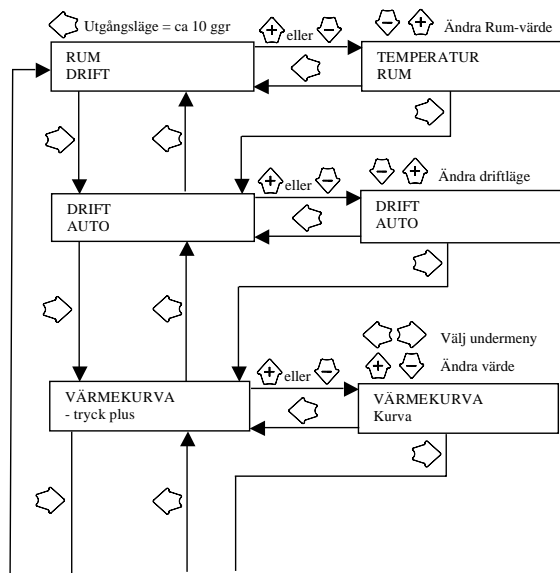 Utgångsläge = ca 10 ggr
+ eller -
- + Ändra Rum-värde
RUM
DRIFT
TEMPERATUR
RUM
+ eller -
- + Ändra driftläge
DRIFT
AUTO
DRIFT
AUTO
Välj undermeny
+ eller -
+ - Ändra värde
VÄRMEKURVA
- tryck plus
VÄRMEKURVA
Kurva